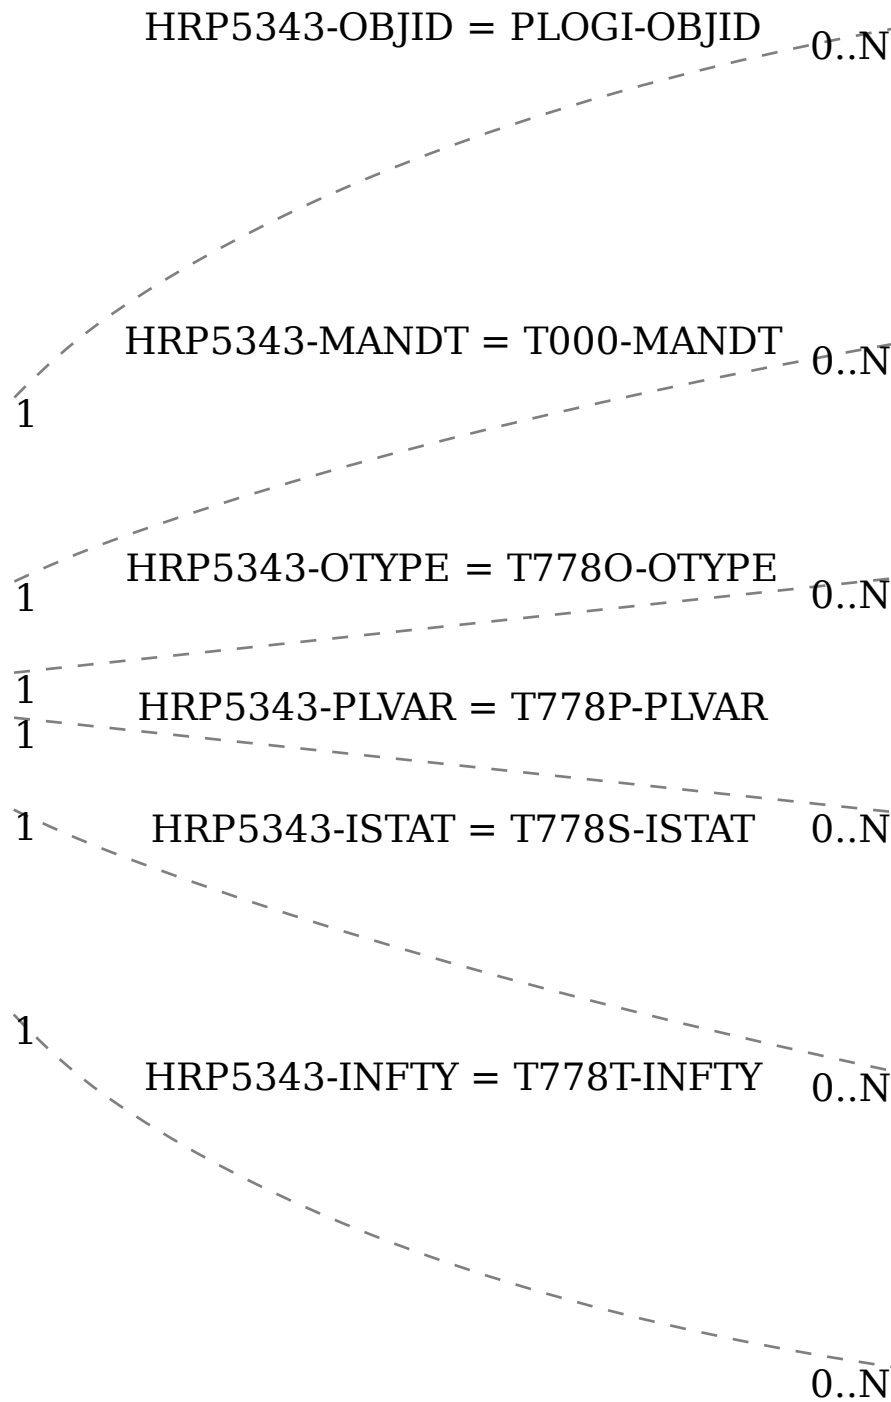 HRP5343-OBJID = PLOGI-OBJID
0..N
HRP5343-MANDT = T000-MANDT
0..N
1
HRP5343-OTYPE = T778O-OTYPE
0..N
1
1
HRP5343-PLVAR = T778P-PLVAR
1
1
HRP5343-ISTAT = T778S-ISTAT
0..N
1
HRP5343-INFTY = T778T-INFTY
0..N
0..N